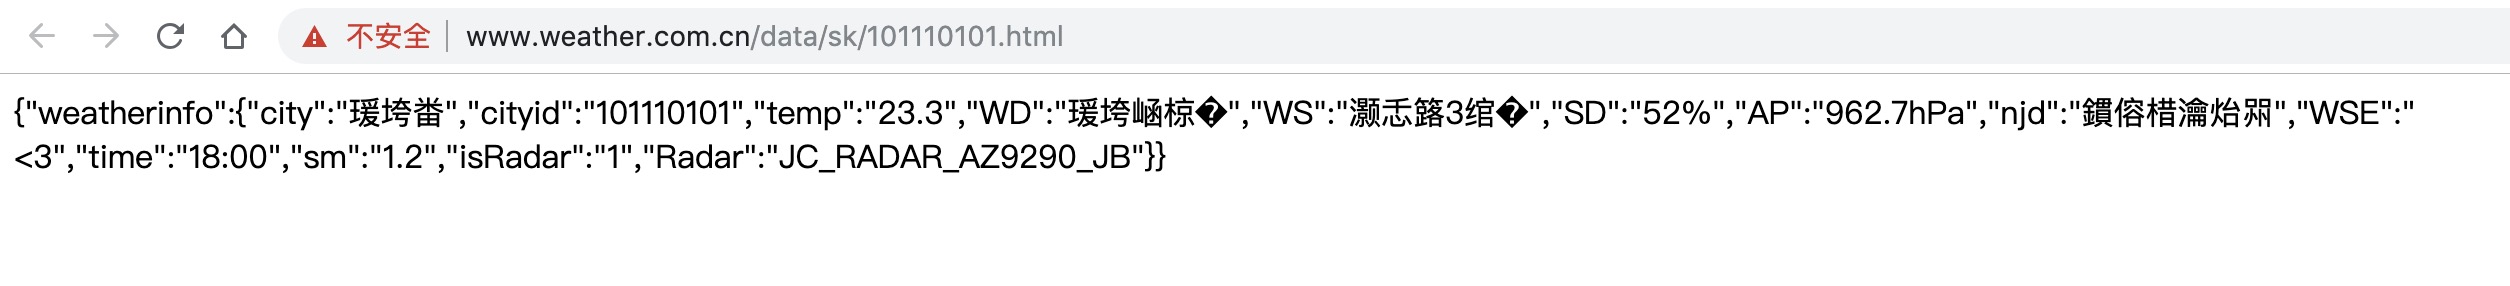 不安全 www.weather.com.cn/data/sk/101110101.html
{"weatherinfo":{"city":"瑗垮畨","cityid":"101110101","temp":"23.3","WD":"瑗垮崡椋�","WS":"灏忎簬3绾�","SD":"52%","AP":"962.7hPa","njd":"鏆傛棤瀹炲喌","WSE":"
<3","time":"18:00","sm":"1.2","isRadar":"1","Radar":"JC_RADAR_AZ9290_JB"}}